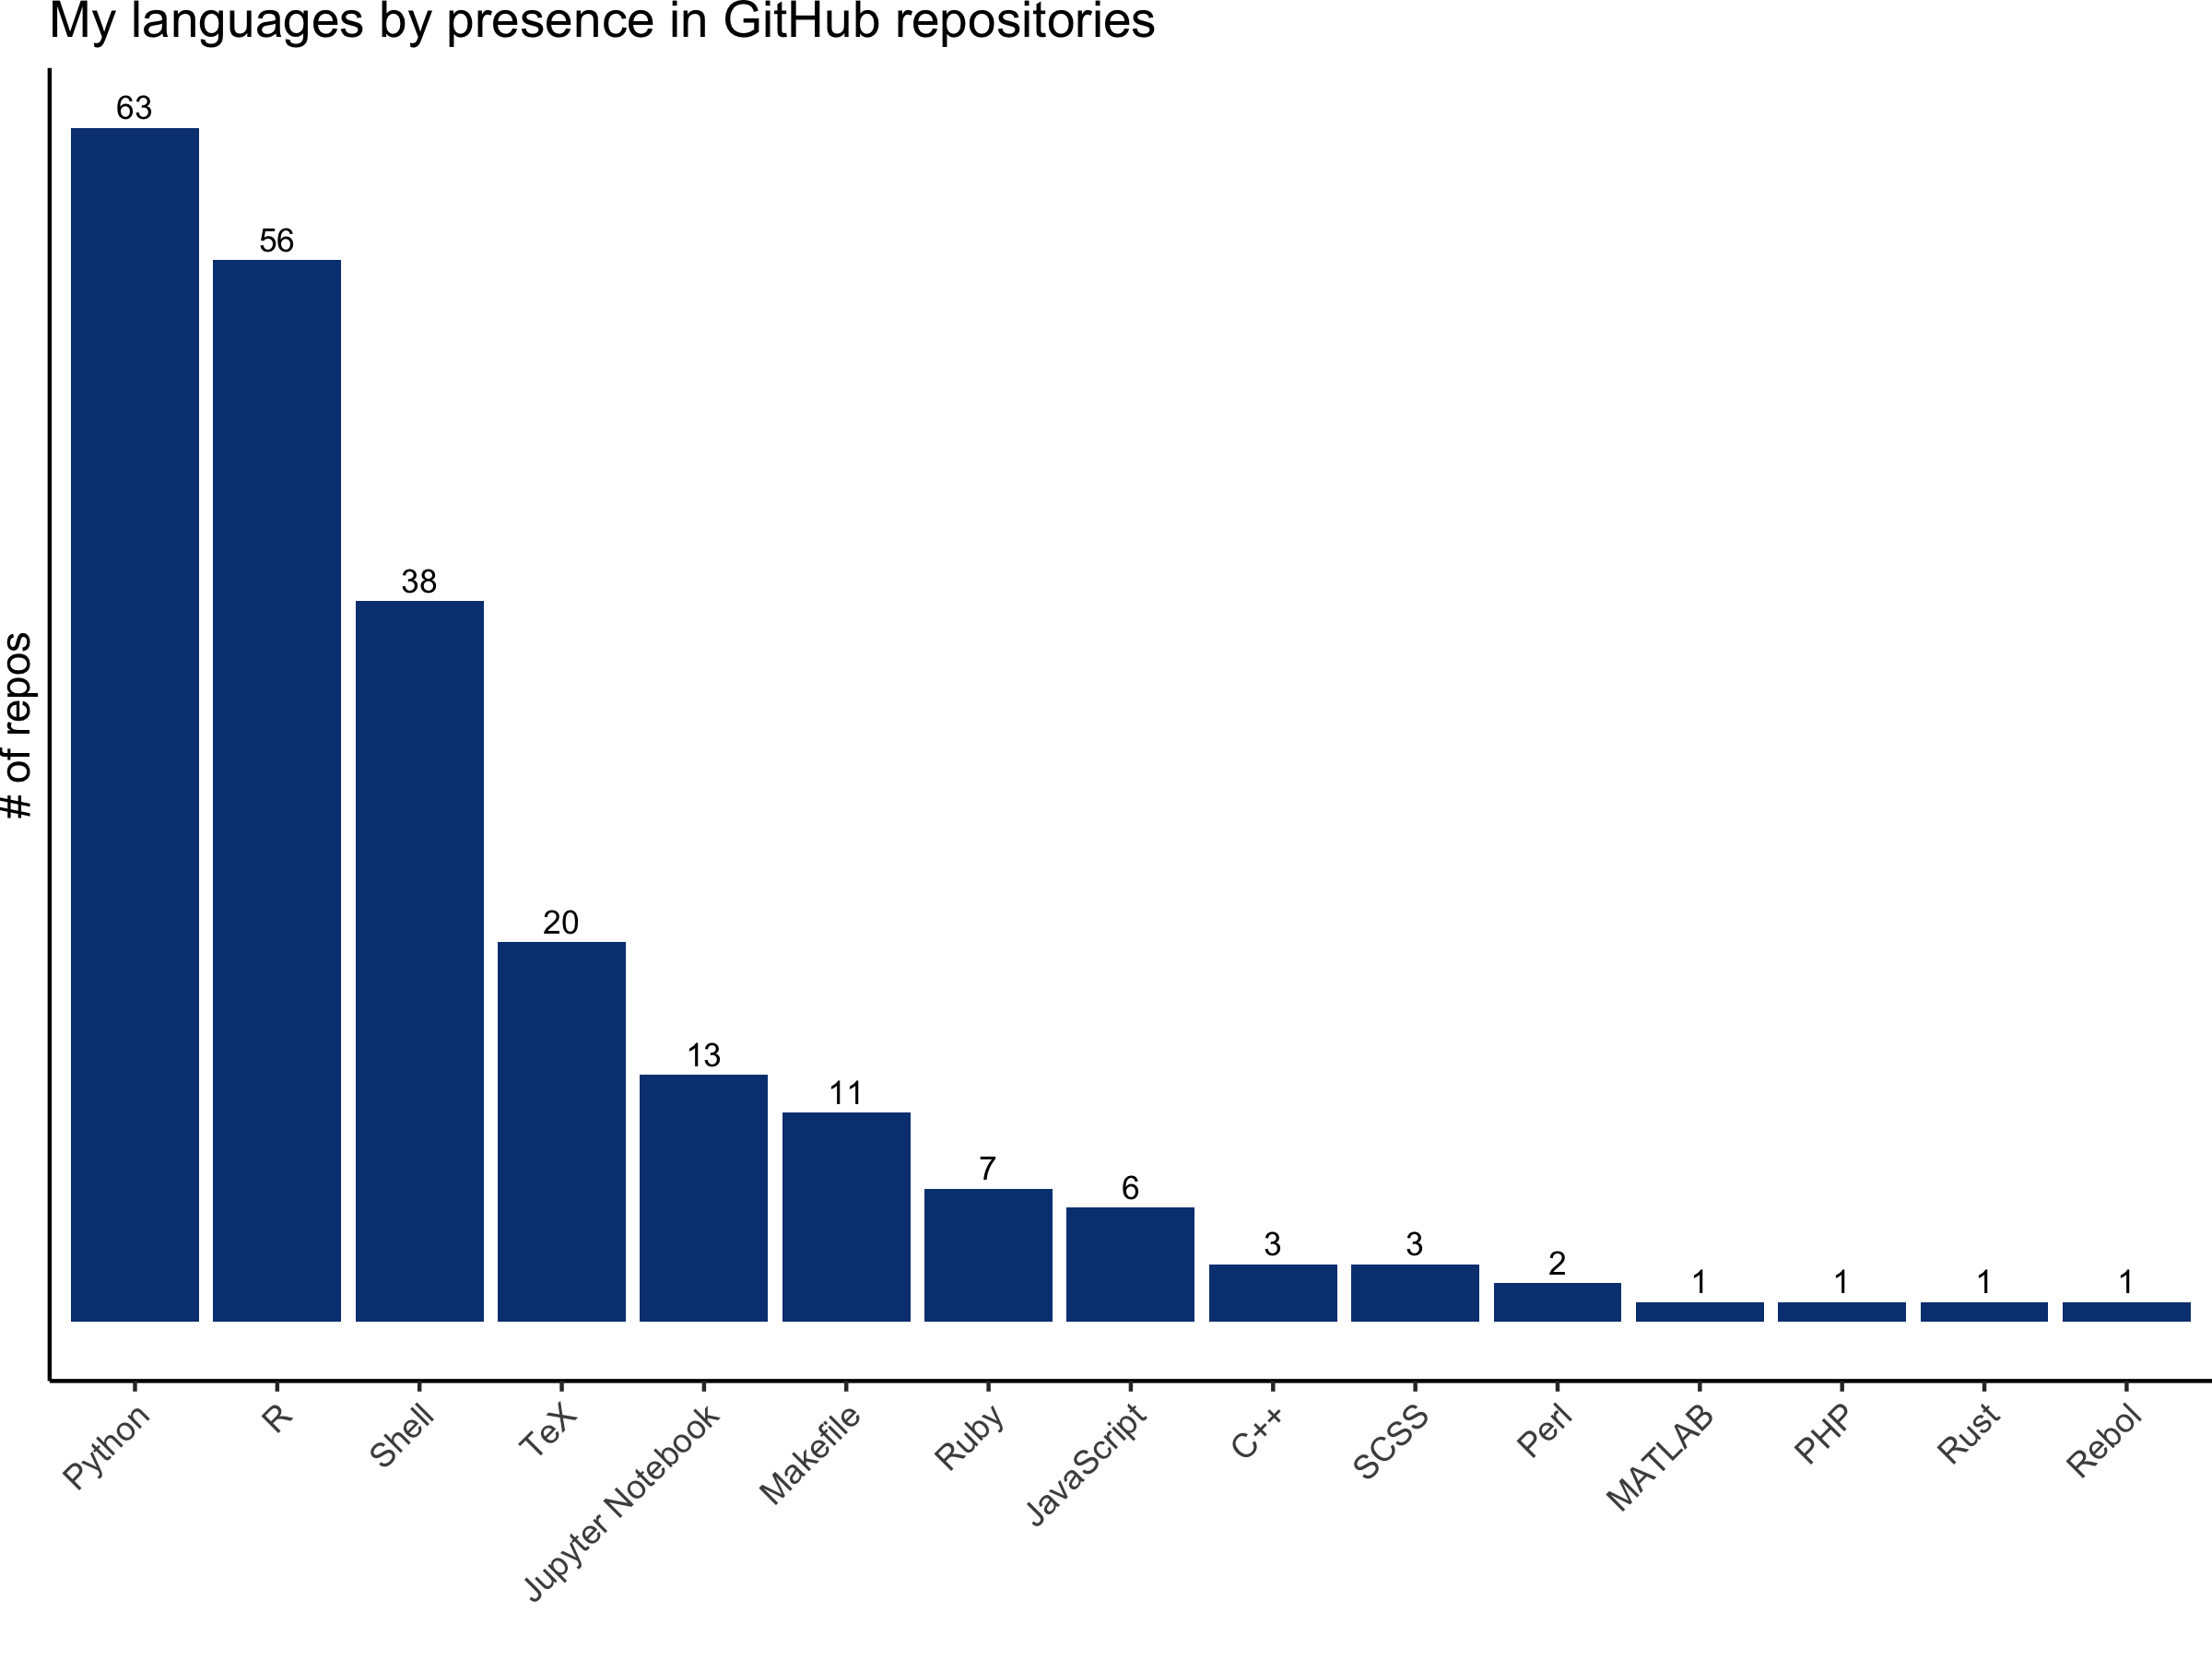 My languages by presence in GitHub repositories
# of repos
63
56
38
20
13
11
7
6
3
3
2
1
1
1
1
Python
R
Shell
TeX
Jupyter Notebook
Makefile
Ruby
JavaScript
C++
SCSS
Perl
MATLAB
PHP
Rust
Rebol